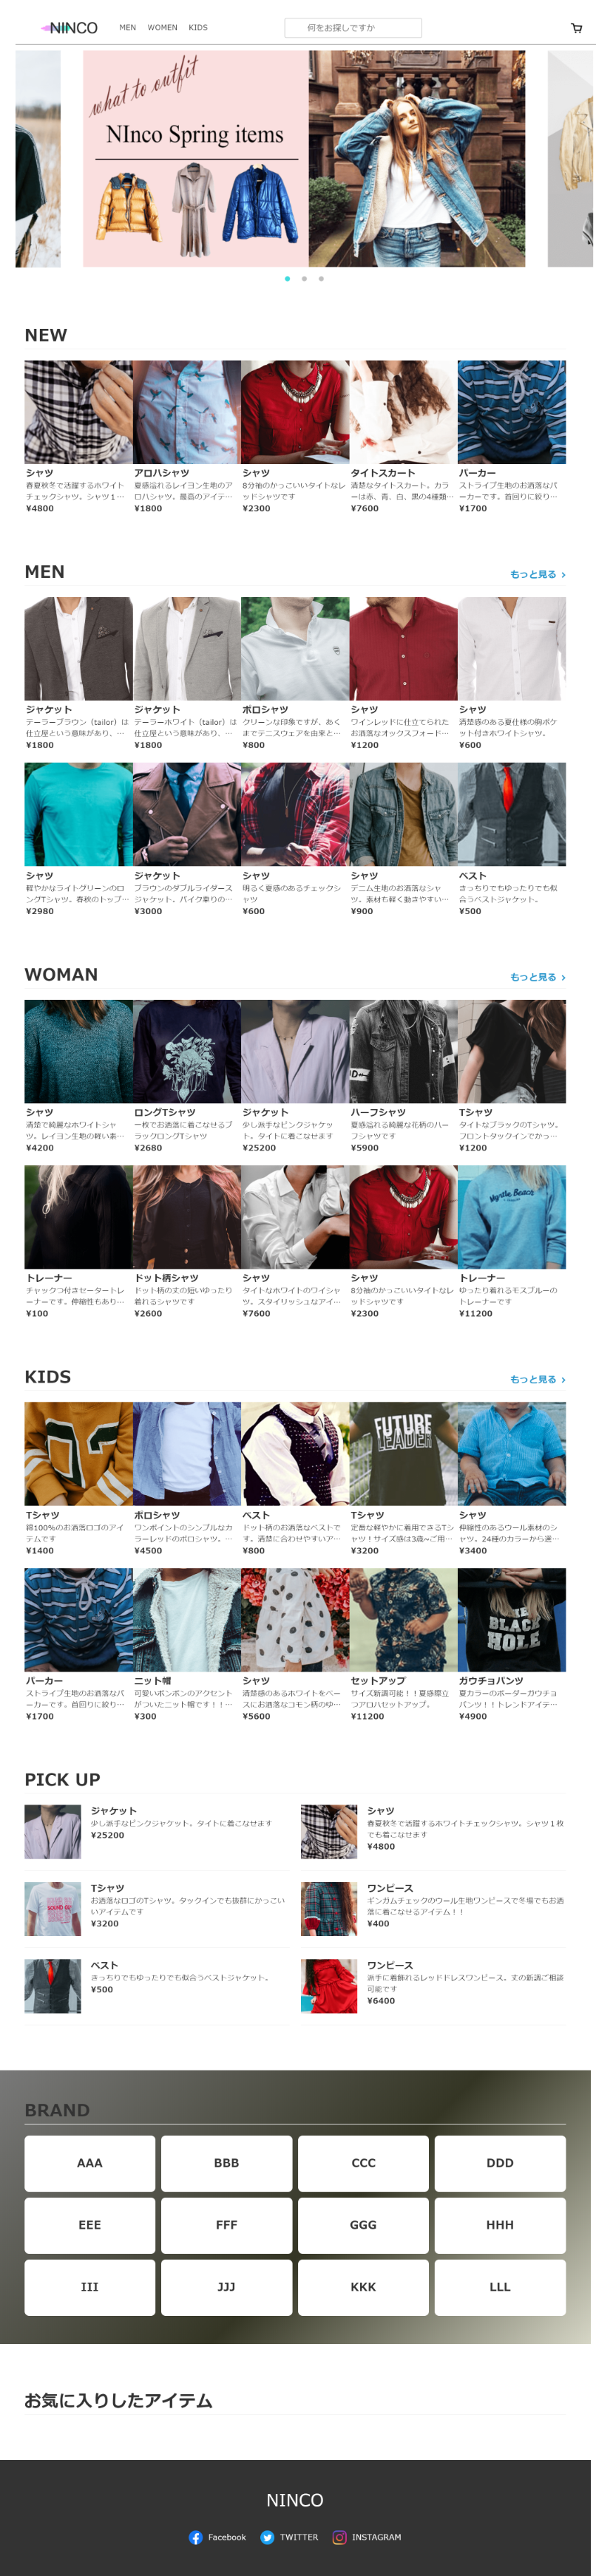 NINCO
MEN
WOMEN
KIDS
何をお探しですか
what to outfit
NInco Spring items
NEW
シャツ
春夏秋冬で活躍するホワイト
チェックシャツ。シャツ１…
¥4800
アロハシャツ
夏感溢れるレイヨン生地のア
ロハシャツ。最高のアイテ…
¥1800
シャツ
8分袖のかっこいいタイトなレ
ッドシャツです
¥2300
タイトスカート
清楚なタイトスカート。カラ
ーは赤、青、白、黒の4種類…
¥7600
パーカー
ストライプ生地のお洒落なパ
ーカーです。首回りに絞り…
¥1700
MEN
もっと見る
ジャケット
テーラーブラウン（tailor）は
仕立屋という意味があり、…
¥1800
ジャケット
テーラーホワイト（tailor）は
仕立屋という意味があり、…
¥1800
ポロシャツ
クリーンな印象ですが、あく
までテニスウェアを由来と…
¥800
シャツ
ワインレッドに仕立てられた
お洒落なオックスフォード…
¥1200
シャツ
清楚感のある夏仕様の胸ポケ
ット付きホワイトシャツ。
¥600
シャツ
軽やかなライトグリーンのロ
ングTシャツ。春秋のトップ…
¥2980
ジャケット
ブラウンのダブルライダース
ジャケット。バイク乗りの…
¥3000
シャツ
明るく夏感のあるチェックシ
ャツ
¥600
シャツ
デニム生地のお洒落なシャ
ツ。素材も軽く動きやすい…
¥900
ベスト
きっちりでもゆったりでも似
合うベストジャケット。
¥500
WOMAN
もっと見る
シャツ
清楚で綺麗なホワイトシャ
ツ。レイヨン生地の軽い素…
¥4200
ロングTシャツ
一枚でお洒落に着こなせるブ
ラックロングTシャツ
¥2680
ジャケット
少し派手なピンクジャケッ
ト。タイトに着こなせます
¥25200
ハーフシャツ
夏感溢れる綺麗な花柄のハー
フシャツです
¥5900
Tシャツ
タイトなブラックのTシャツ。
フロントタックインでかっ…
¥1200
トレーナー
チャックつ付きセータートレ
ーナーです。伸縮性もあり…
¥100
ドット柄シャツ
ドット柄の丈の短いゆったり
着れるシャツです
¥2600
シャツ
タイトなホワイトのワイシャ
ツ。スタイリッシュなアイ…
¥7600
シャツ
8分袖のかっこいいタイトなレ
ッドシャツです
¥2300
Myrtle Beach
トレーナー
ゆったり着れるモスブルーの
トレーナーです
¥11200
KIDS
もっと見る
Tシャツ
綿100%のお洒落ロゴのアイ
テムです
¥1400
ポロシャツ
ワンポイントのシンプルなカ
ラーレッドのポロシャツ。…
¥4500
ベスト
ドット柄のお洒落なベストで
す。清楚に合わせやすいア…
¥800
FUTURE
LEADER
Tシャツ
定番な軽やかに着用できるTシ
ャツ！サイズ感は3歳~ご用…
¥3200
シャツ
伸縮性のあるウール素材のシ
ャツ。24種のカラーから選…
¥3400
パーカー
ストライプ生地のお洒落なパ
ーカーです。首回りに絞り…
¥1700
ニット帽
可愛いボンボンのアクセント
がついたニット帽です！！…
¥300
シャツ
清楚感のあるホワイトをベー
スにお洒落なコモン柄のゆ…
¥5600
セットアップ
サイズ新調可能！！夏感際立
つアロハセットアップ。
¥11200
THE
BLACK
HOLE
ガウチョパンツ
夏カラーのボーダーガウチョ
パンツ！！トレンドアイテ…
¥4900
PICK UP
ジャケット
少し派手なピンクジャケット。タイトに着こなせます
¥25200
シャツ
春夏秋冬で活躍するホワイトチェックシャツ。シャツ１枚
でも着こなせます
¥4800
SOUND OF
Tシャツ
お洒落なロゴのTシャツ。タックインでも抜群にかっこい
いアイテムです
¥3200
ワンピース
ギンガムチェックのウール生地ワンピースで冬場でもお洒
落に着こなせるアイテム！！
¥400
ベスト
きっちりでもゆったりでも似合うベストジャケット。
¥500
ワンピース
派手に着飾れるレッドドレスワンピース。丈の新調ご相談
可能です
¥6400
BRAND
AAA
BBB
CCC
DDD
EEE
FFF
GGG
HHH
III
JJJ
KKK
LLL
お気に入りしたアイテム
NINCO
Facebook
TWITTER
INSTAGRAM